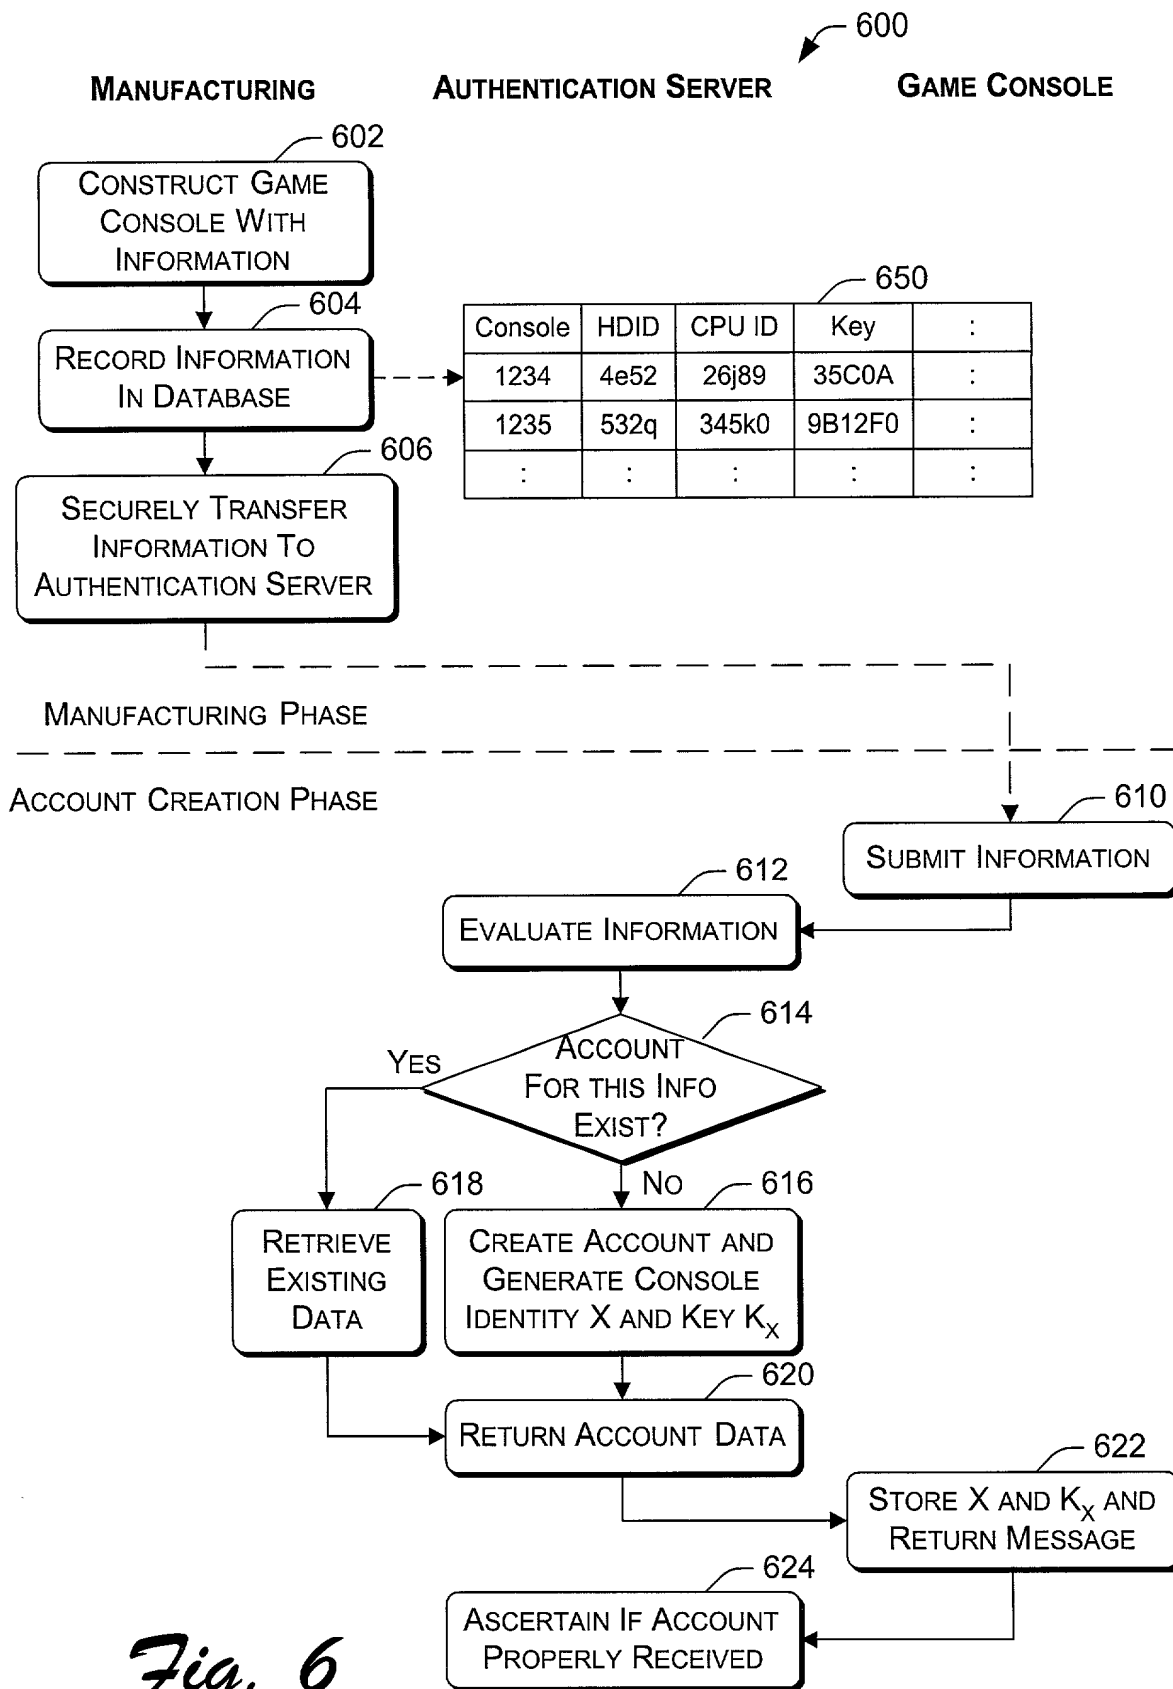 600
MANUFACTURING
AUTHENTICATION SERVER
GAME CONSOLE
602
CONSTRUCT GAME
CONSOLE WITH
INFORMATION
604
RECORD INFORMATION
IN DATABASE
650
Console HDID CPU ID Key :
1234 4e52 26j89 35C0A :
1235 532q 345k0 9B12F0 :
: : : : :
606
SECURELY TRANSFER
INFORMATION TO
AUTHENTICATION SERVER
MANUFACTURING PHASE
ACCOUNT CREATION PHASE
610
SUBMIT INFORMATION
612
EVALUATE INFORMATION
614
ACCOUNT
FOR THIS INFO
EXIST?
YES
NO
618
RETRIEVE
EXISTING
DATA
616
CREATE ACCOUNT AND
GENERATE CONSOLE
IDENTITY X AND KEY KX
620
RETURN ACCOUNT DATA
622
STORE X AND KX AND
RETURN MESSAGE
624
ASCERTAIN IF ACCOUNT
PROPERLY RECEIVED
Fig. 6